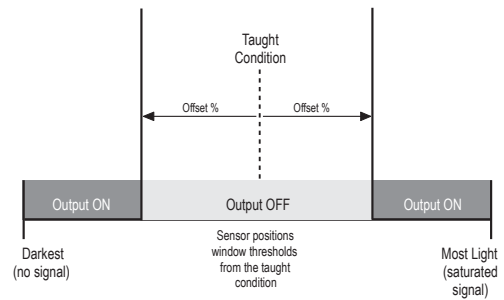 Taught
Condition
Offset %
Offset %
Output ON
Output OFF
Output ON
Darkest
(no signal)
Sensor positions
window thresholds
from the taught
condition
Most Light
(saturated
signal)